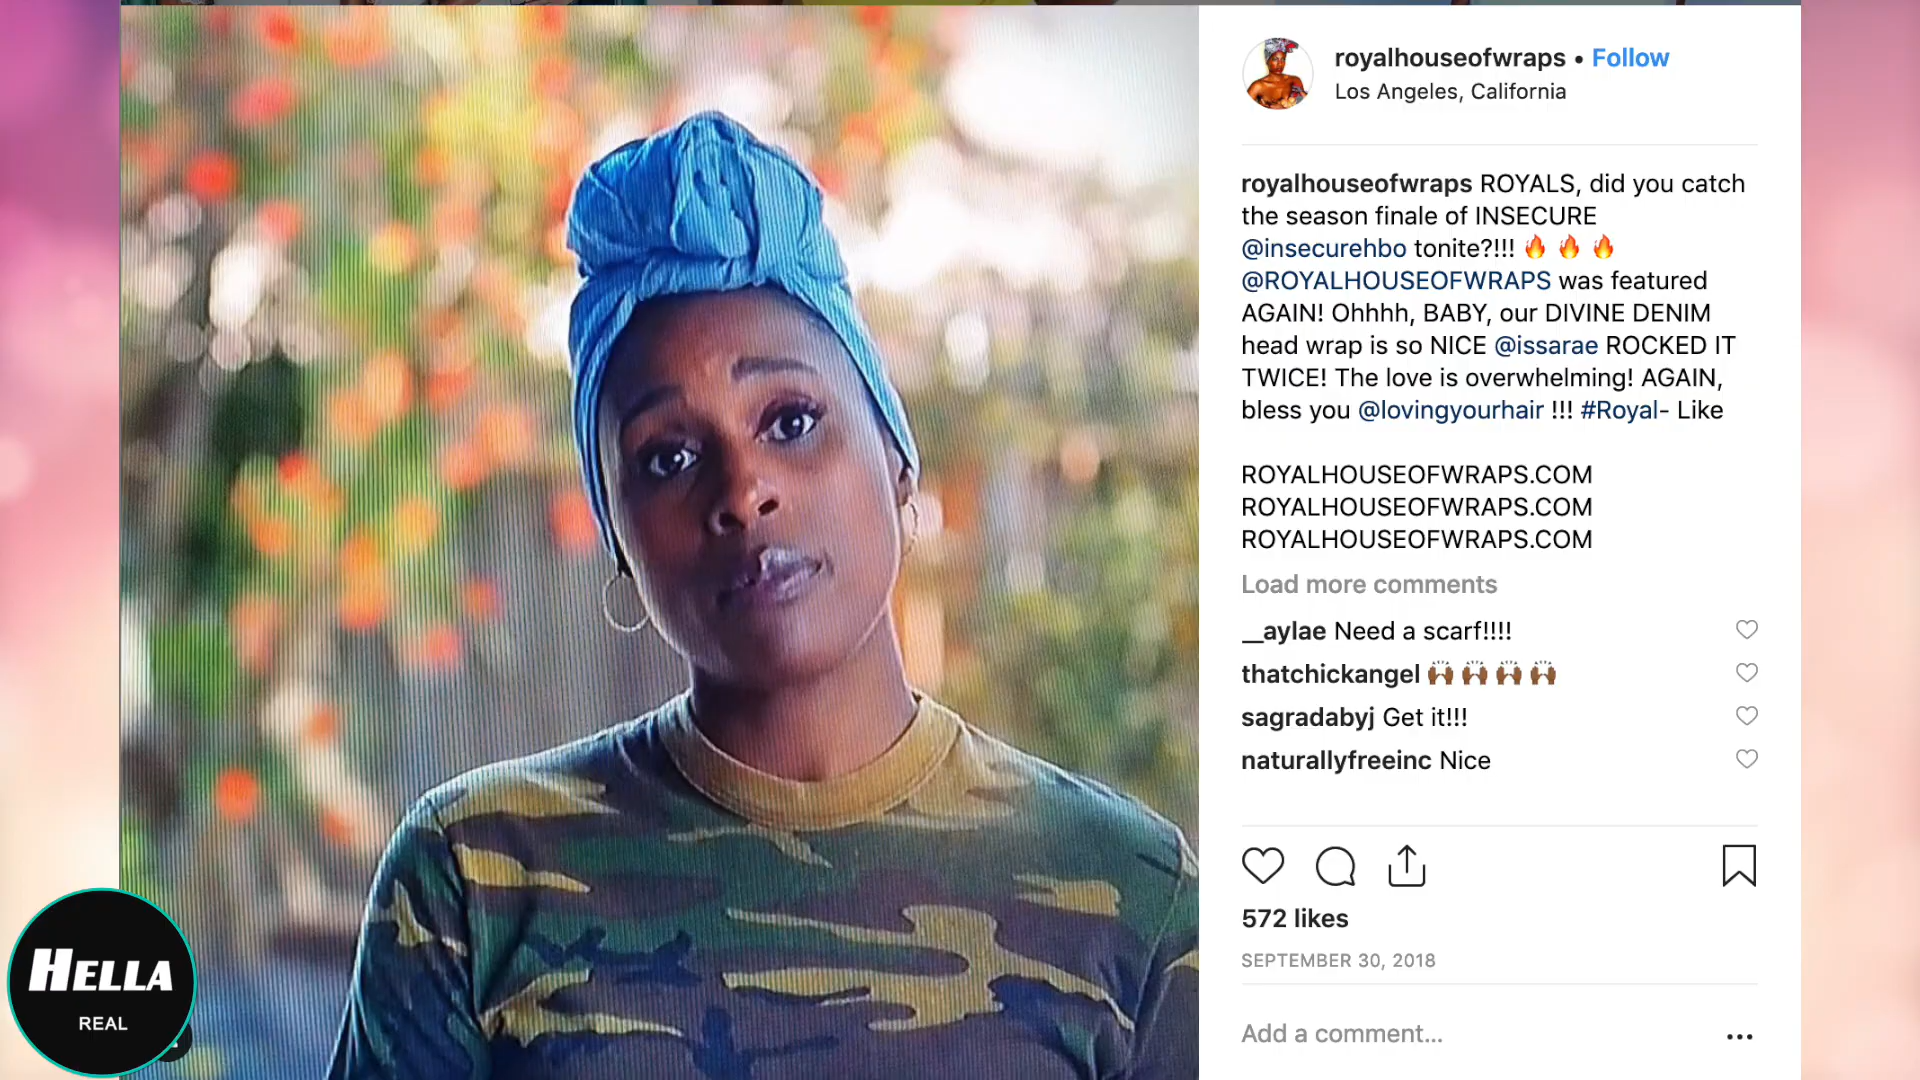 royalhouseofwraps • Follow
Los Angeles, California
royalhouseofwraps ROYALS, did you catch
the season finale of INSECURE
@insecurehbo tonite?!!! 🔥 🔥 🔥
@ROYALHOUSEOFWRAPS was featured
AGAIN! Ohhhh, BABY, our DIVINE DENIM
head wrap is so NICE @issarae ROCKED IT
TWICE! The love is overwhelming! AGAIN,
bless you @lovingyourhair !!! #Royal- Like
ROYALHOUSEOFWRAPS.COM
ROYALHOUSEOFWRAPS.COM
ROYALHOUSEOFWRAPS.COM
Load more comments
__aylae Need a scarf!!!!
thatchickangel 🙌🏾 🙌🏾 🙌🏾 🙌🏾
sagradabyj Get it!!!
naturallyfreeinc Nice
572 likes
SEPTEMBER 30, 2018
Add a comment...
HELLA
REAL